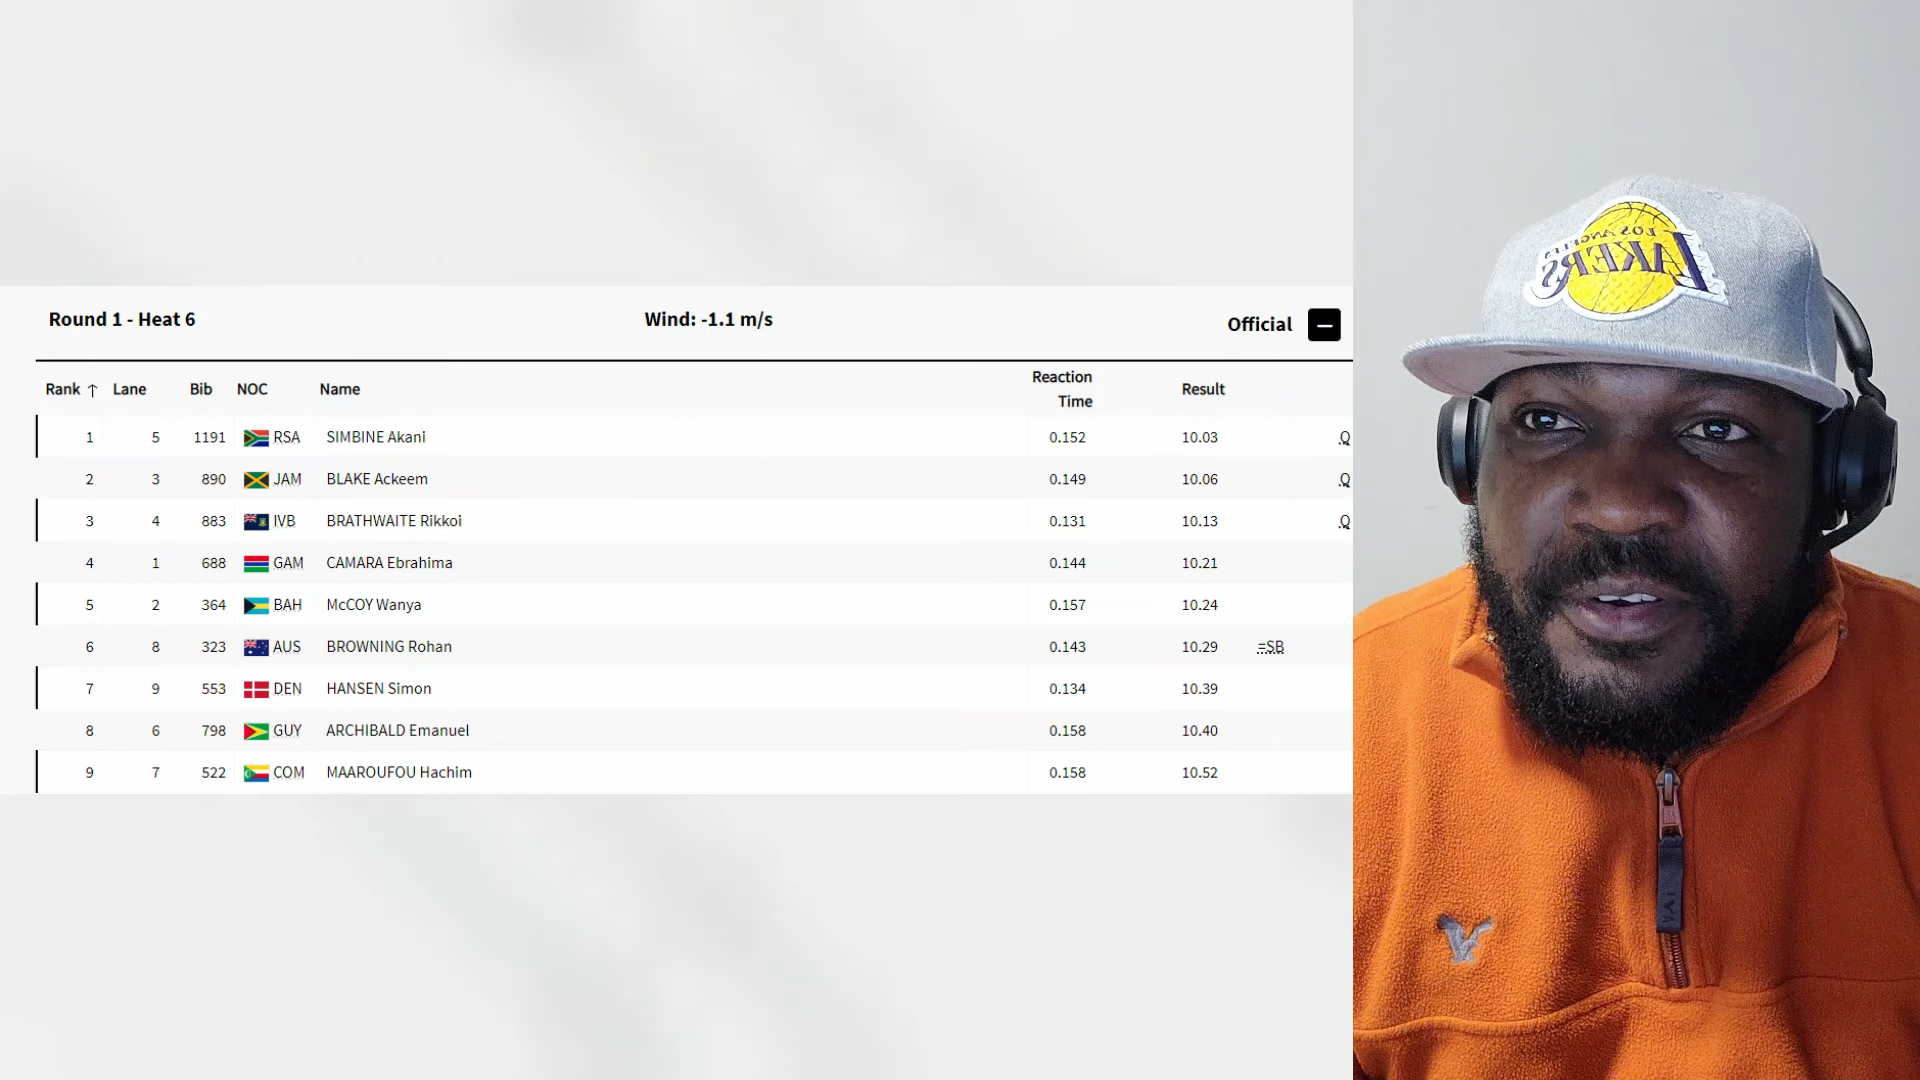 Round 1 - Heat 6 Wind: -1.1 m/s Official
Rank ↑ Lane Bib NOC Name Reaction Time Result
1 5 1191 RSA SIMBINE Akani 0.152 10.03 Q
2 3 890 JAM BLAKE Ackeem 0.149 10.06 Q
3 4 883 IVB BRATHWAITE Rikkoi 0.131 10.13 Q
4 1 688 GAM CAMARA Ebrahima 0.144 10.21
5 2 364 BAH McCOY Wanya 0.157 10.24
6 8 323 AUS BROWNING Rohan 0.143 10.29 =SB
7 9 553 DEN HANSEN Simon 0.134 10.39
8 6 798 GUY ARCHIBALD Emanuel 0.158 10.40
9 7 522 COM MAAROUFOU Hachim 0.158 10.52
LOS ANGELES
LAKERS